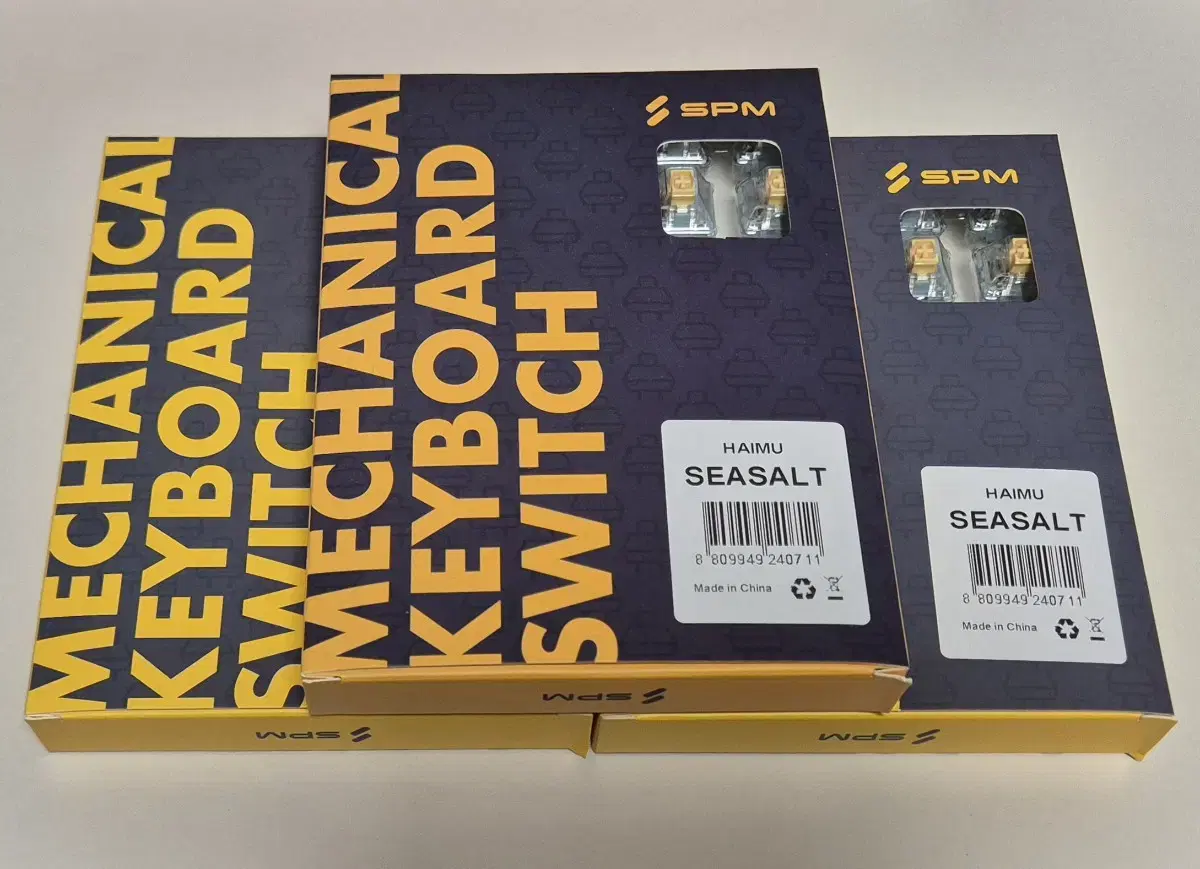 MECHANICAL
KEYBOARD
SWITCH
SPM
MECHANICAL
KEYBOARD
SWITCH
SPM
HAIMU
SEASALT
8 809949 240711
Made in China
SPM
SPM
HAIMU
SEASALT
8 809949 240711
Made in China
SPM